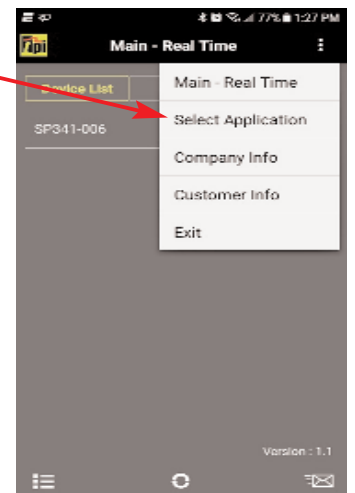 77% 1:27 PM
tpi Main - Real Time
Device List
SP341-006
Main - Real Time
Select Application
Company Info
Customer Info
Exit
Version : 1.1